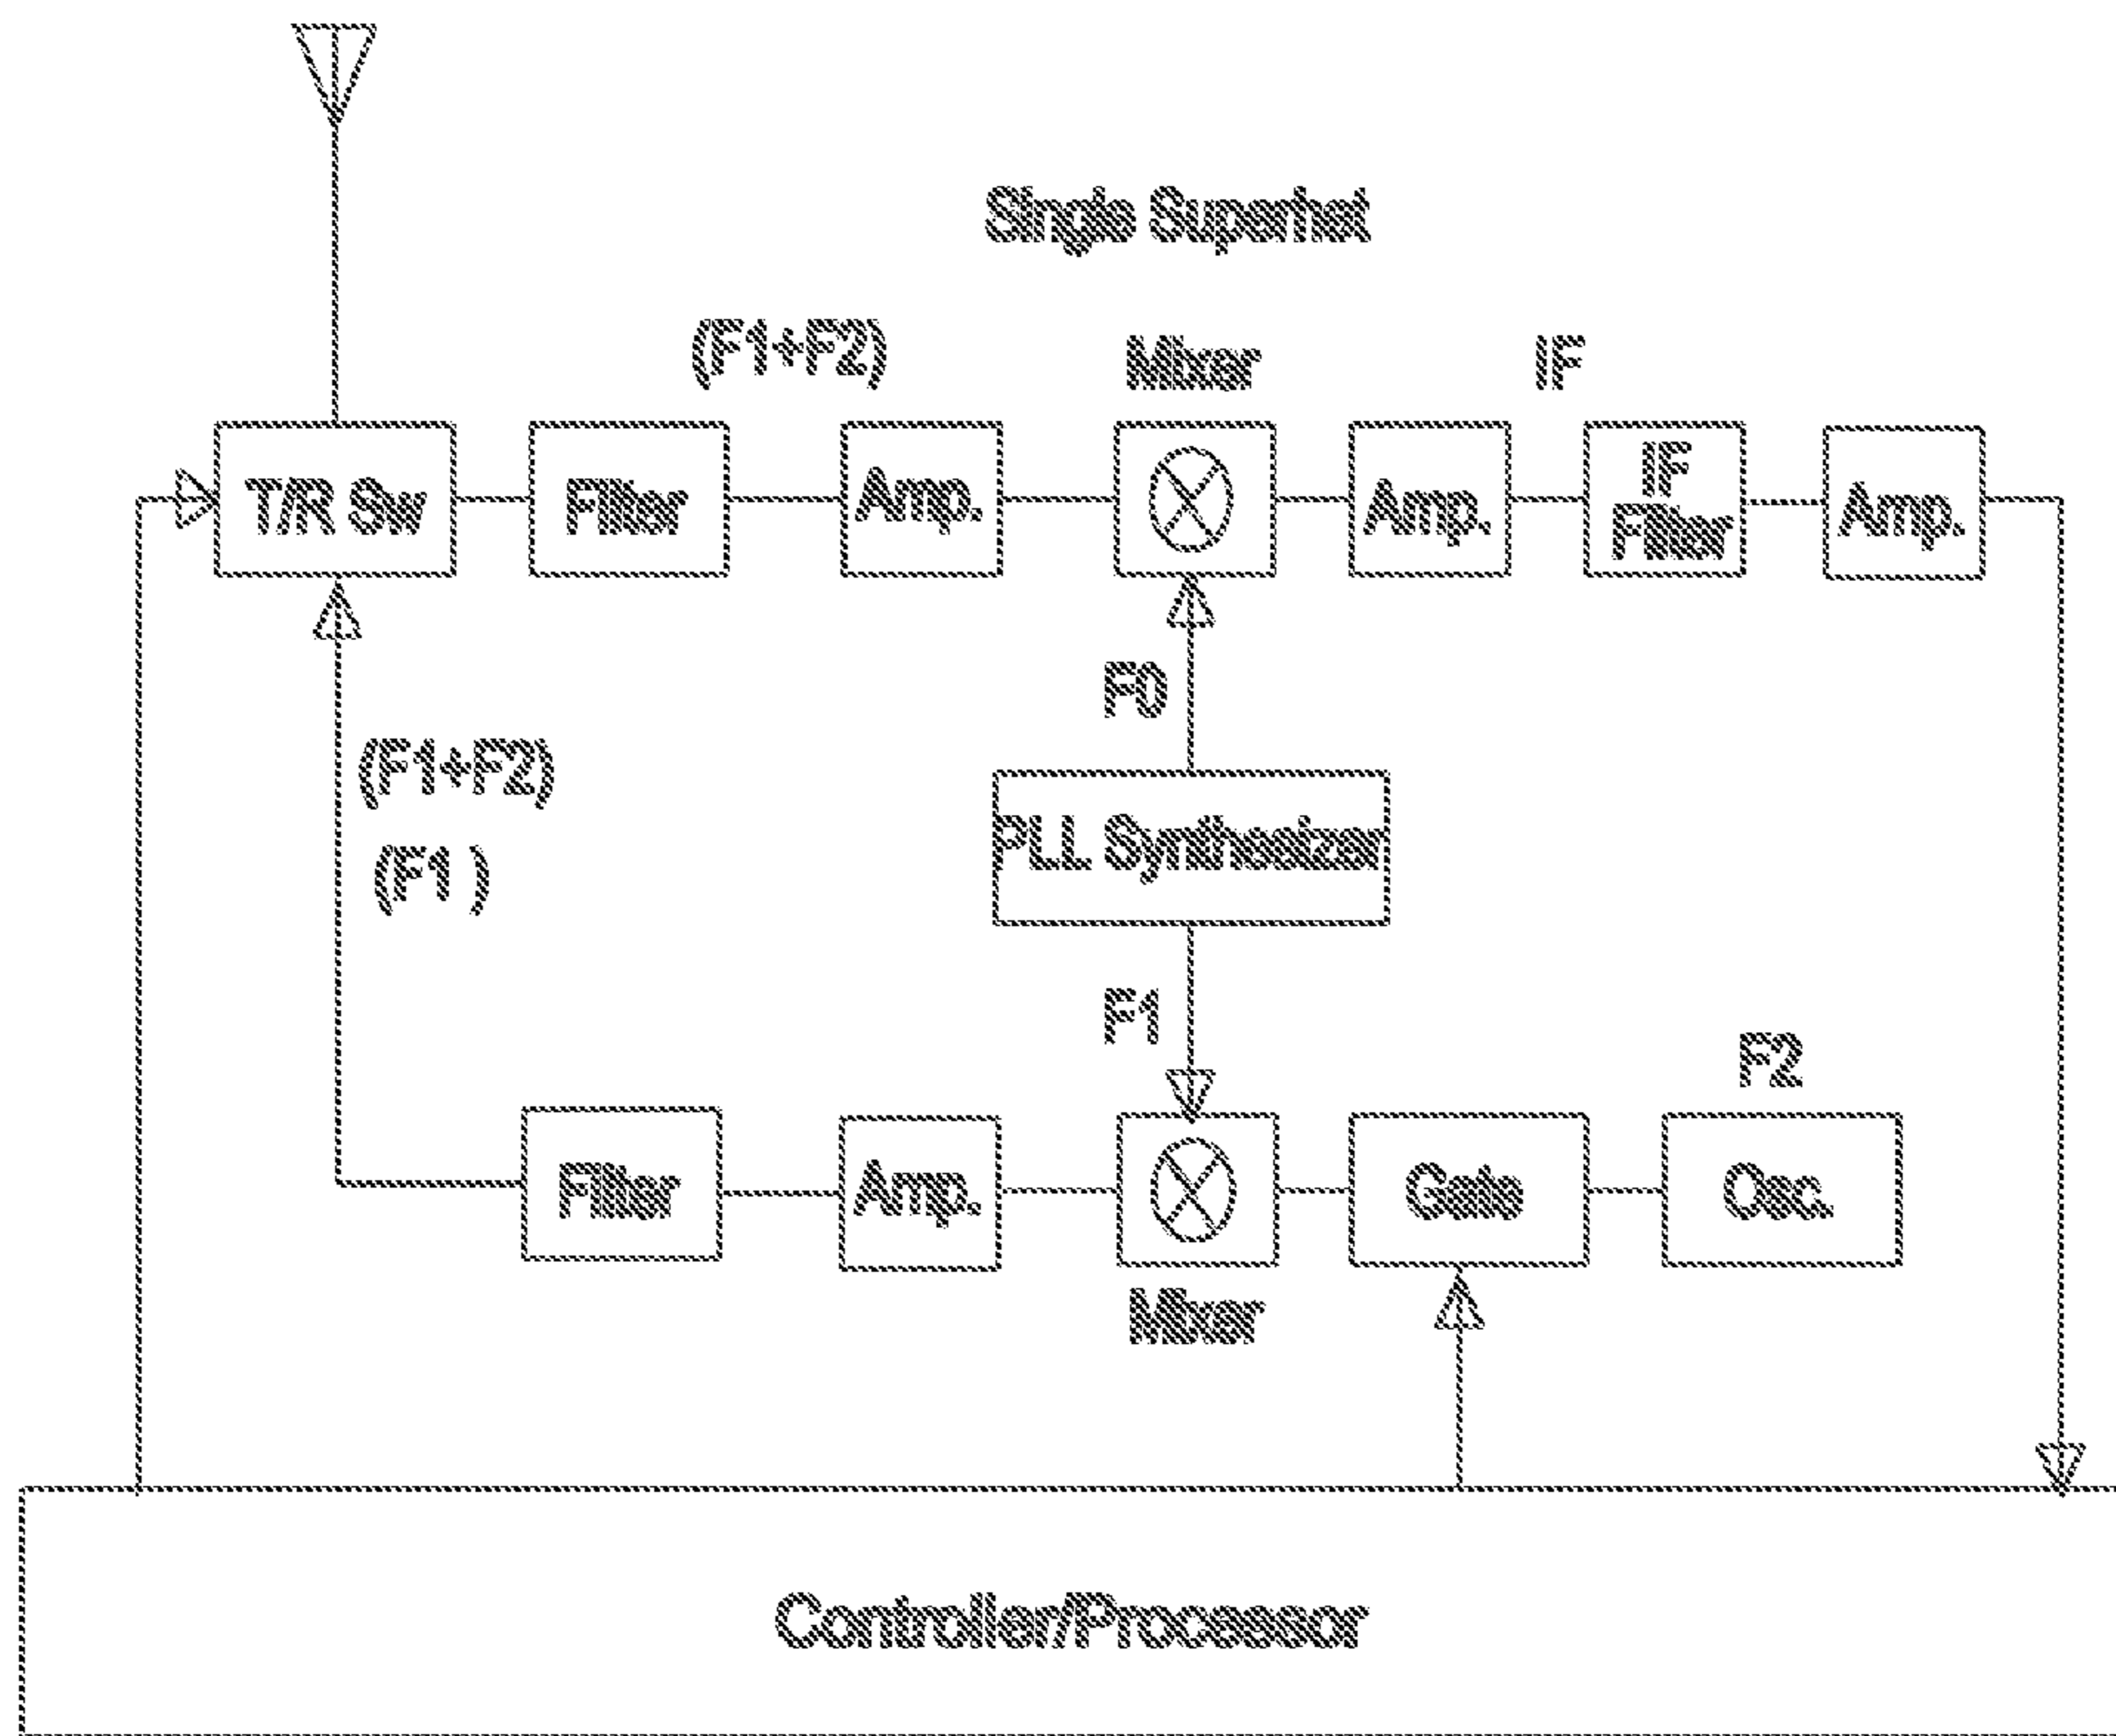 Single Superhet
(F1+F2)
Mixer
IF
T/R Sw
Filter
Amp.
Amp.
IF
Filter
Amp.
F0
(F1+F2)
(F1 )
PLL Synthesizer
F1
F2
Filter
Amp.
Gate
Osc.
Mixer
Controller/Processor